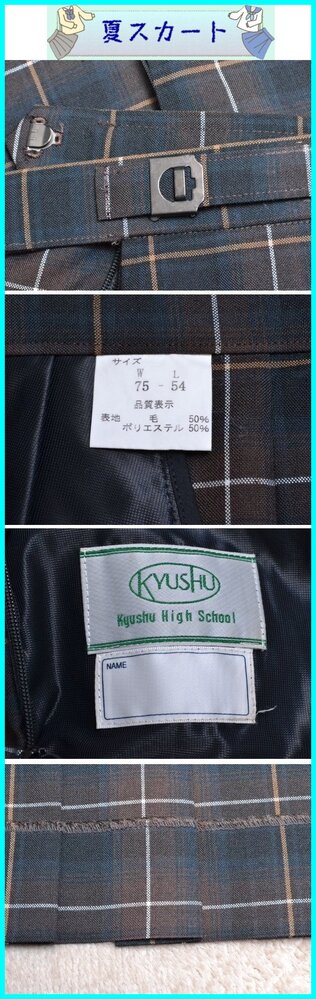 夏スカート
サイズ
W L
75 - 54
品質表示
表地 毛 50%
ポリエステル 50%
KYUSHU
Kyushu High School
NAME